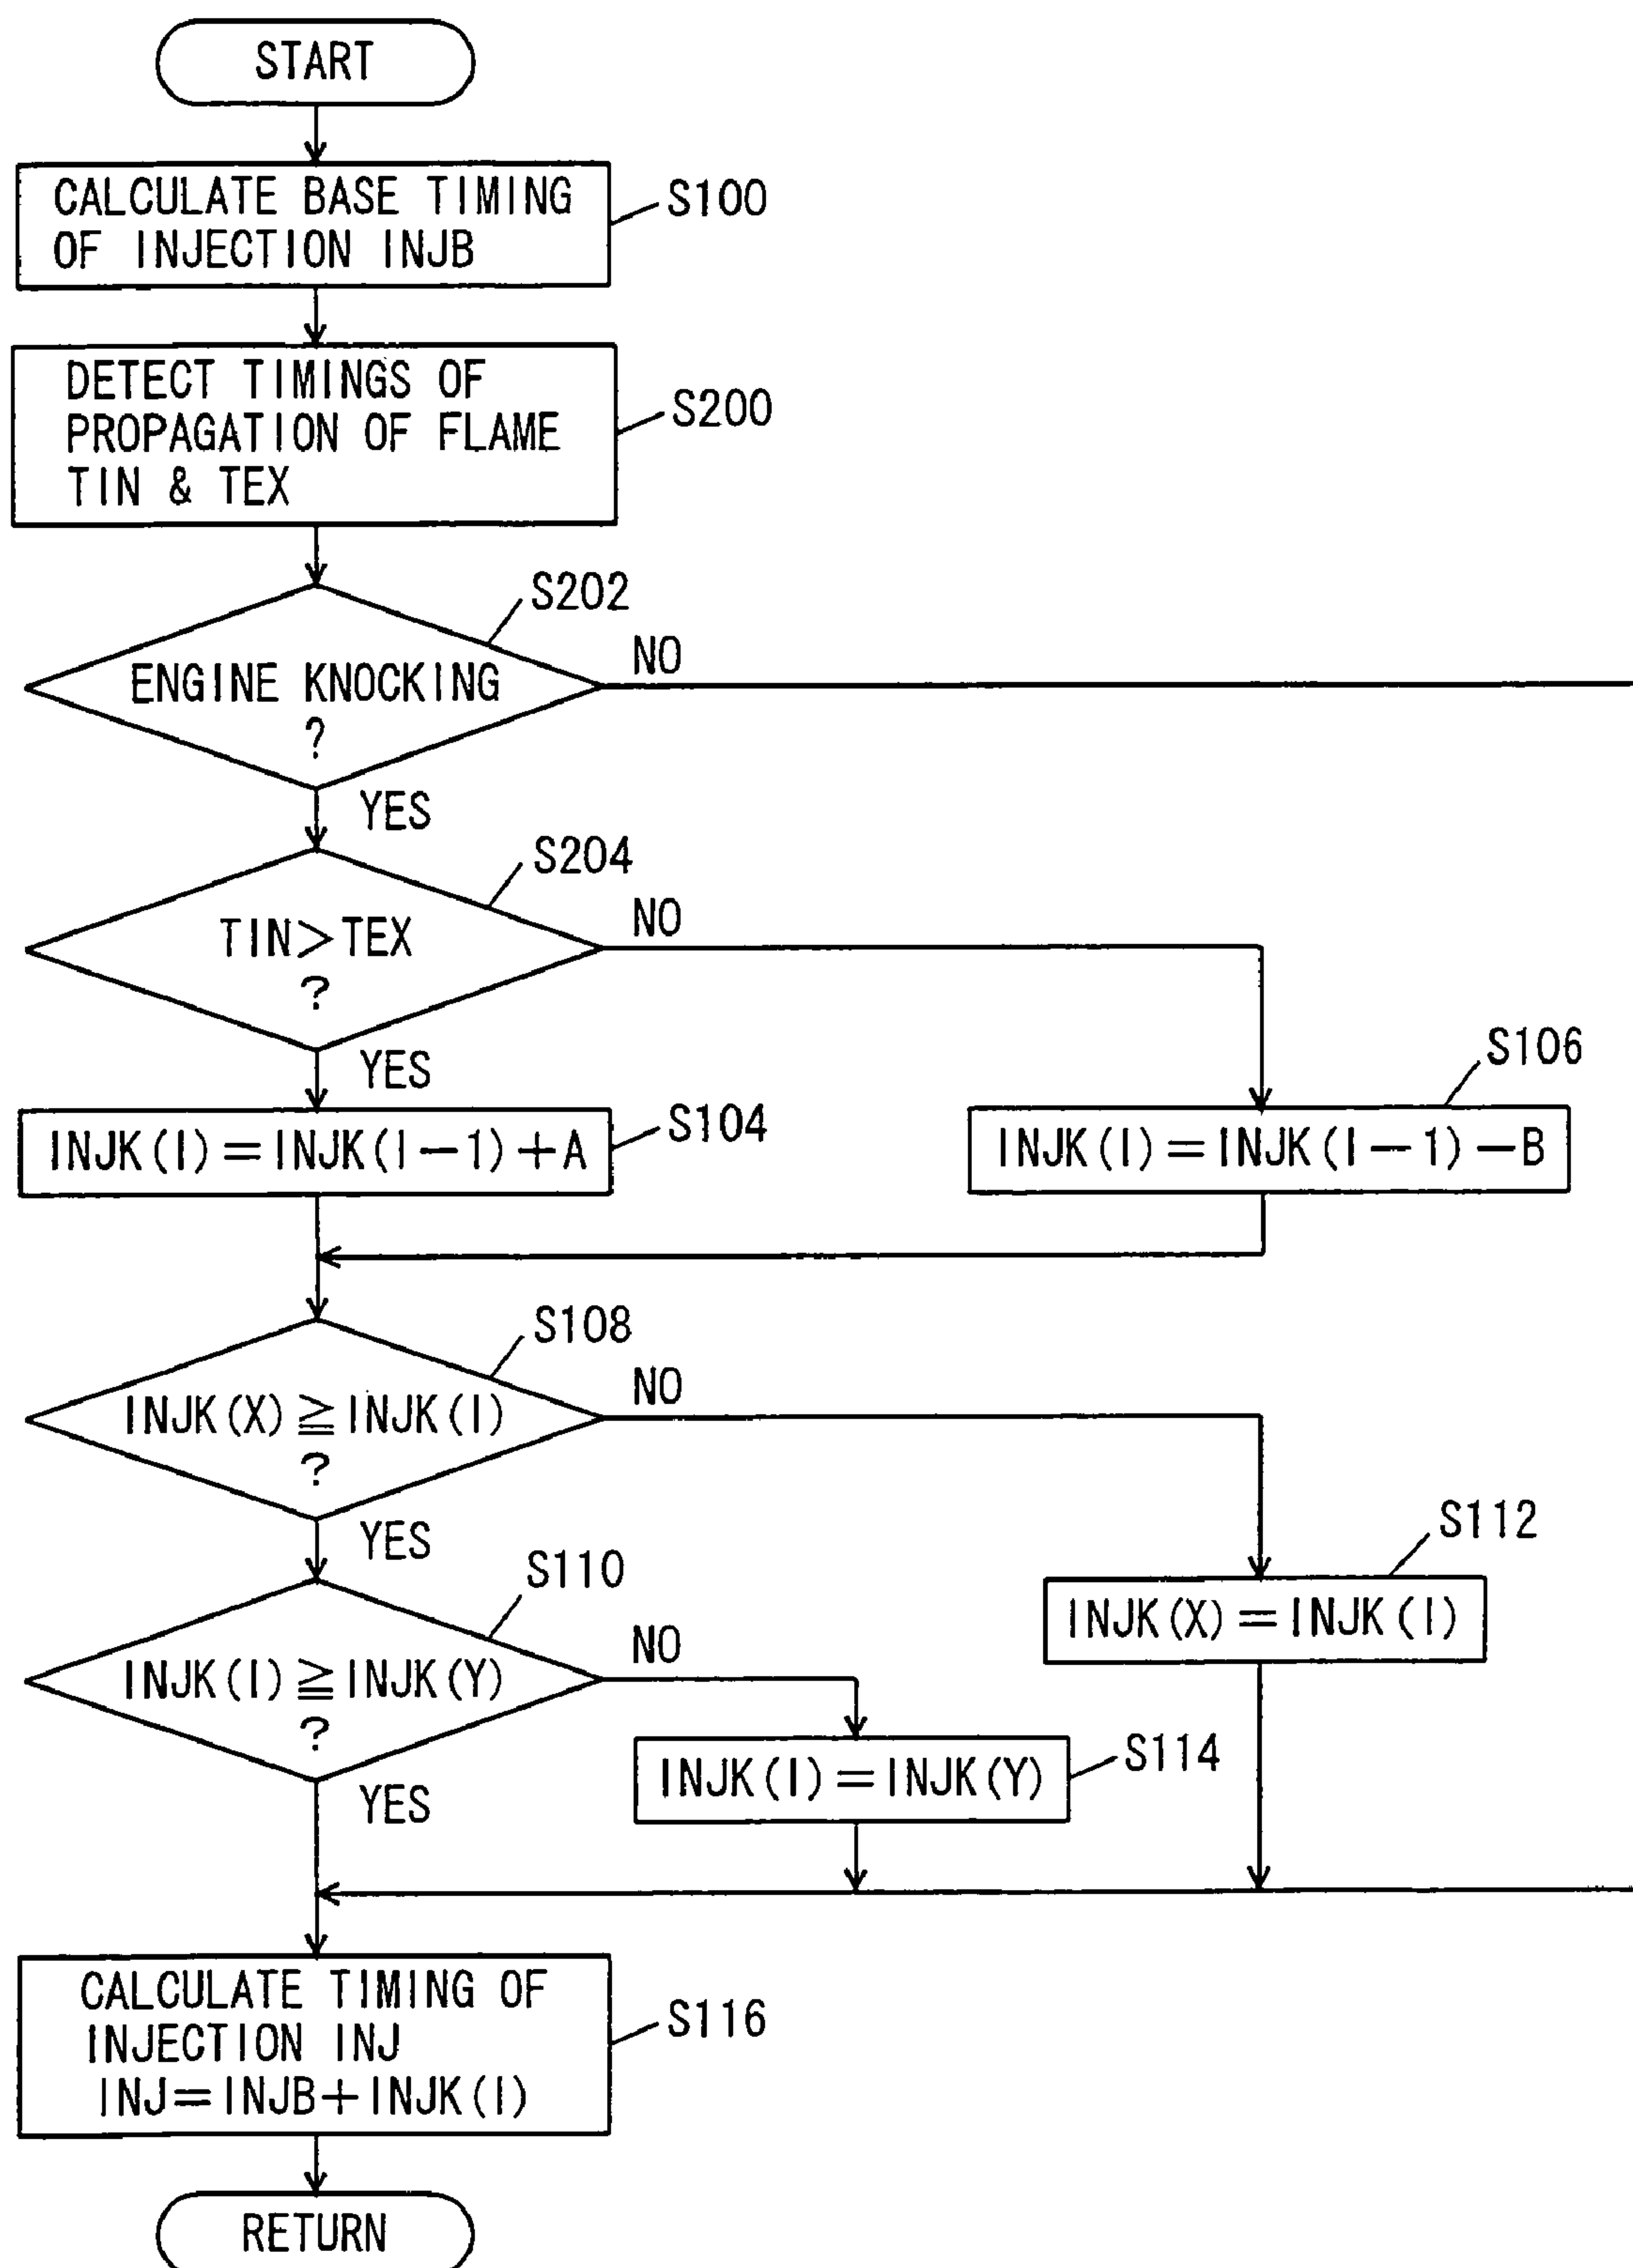 START
CALCULATE BASE TIMING
OF INJECTION INJB
S100
DETECT TIMINGS OF
PROPAGATION OF FLAME
TIN & TEX
S200
S202
ENGINE KNOCKING
?
NO
YES
S204
TIN>TEX
?
NO
YES
S104
INJK(I)=INJK(I-1)+A
S106
INJK(I)=INJK(I-1)-B
S108
INJK(X)≧INJK(I)
?
NO
YES
S112
INJK(X)=INJK(I)
S110
INJK(I)≧INJK(Y)
?
NO
YES
INJK(I)=INJK(Y)
S114
CALCULATE TIMING OF
INJECTION INJ
INJ=INJB+INJK(I)
S116
RETURN